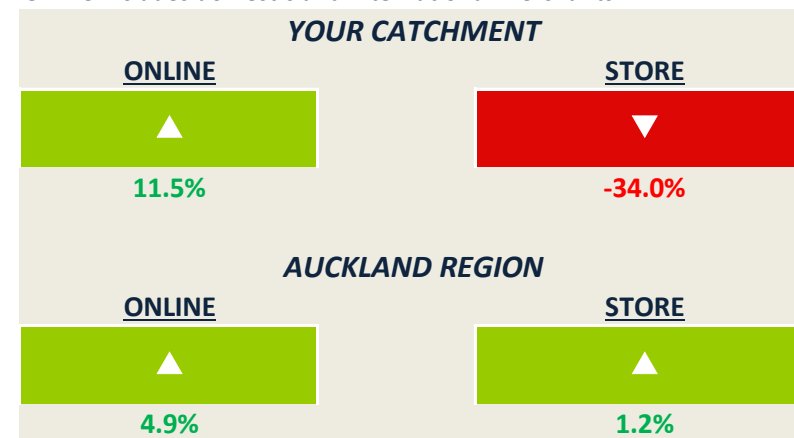 YOUR CATCHMENT
ONLINE STORE
11.5% -34.0%
AUCKLAND REGION
ONLINE STORE
4.9% 1.2%